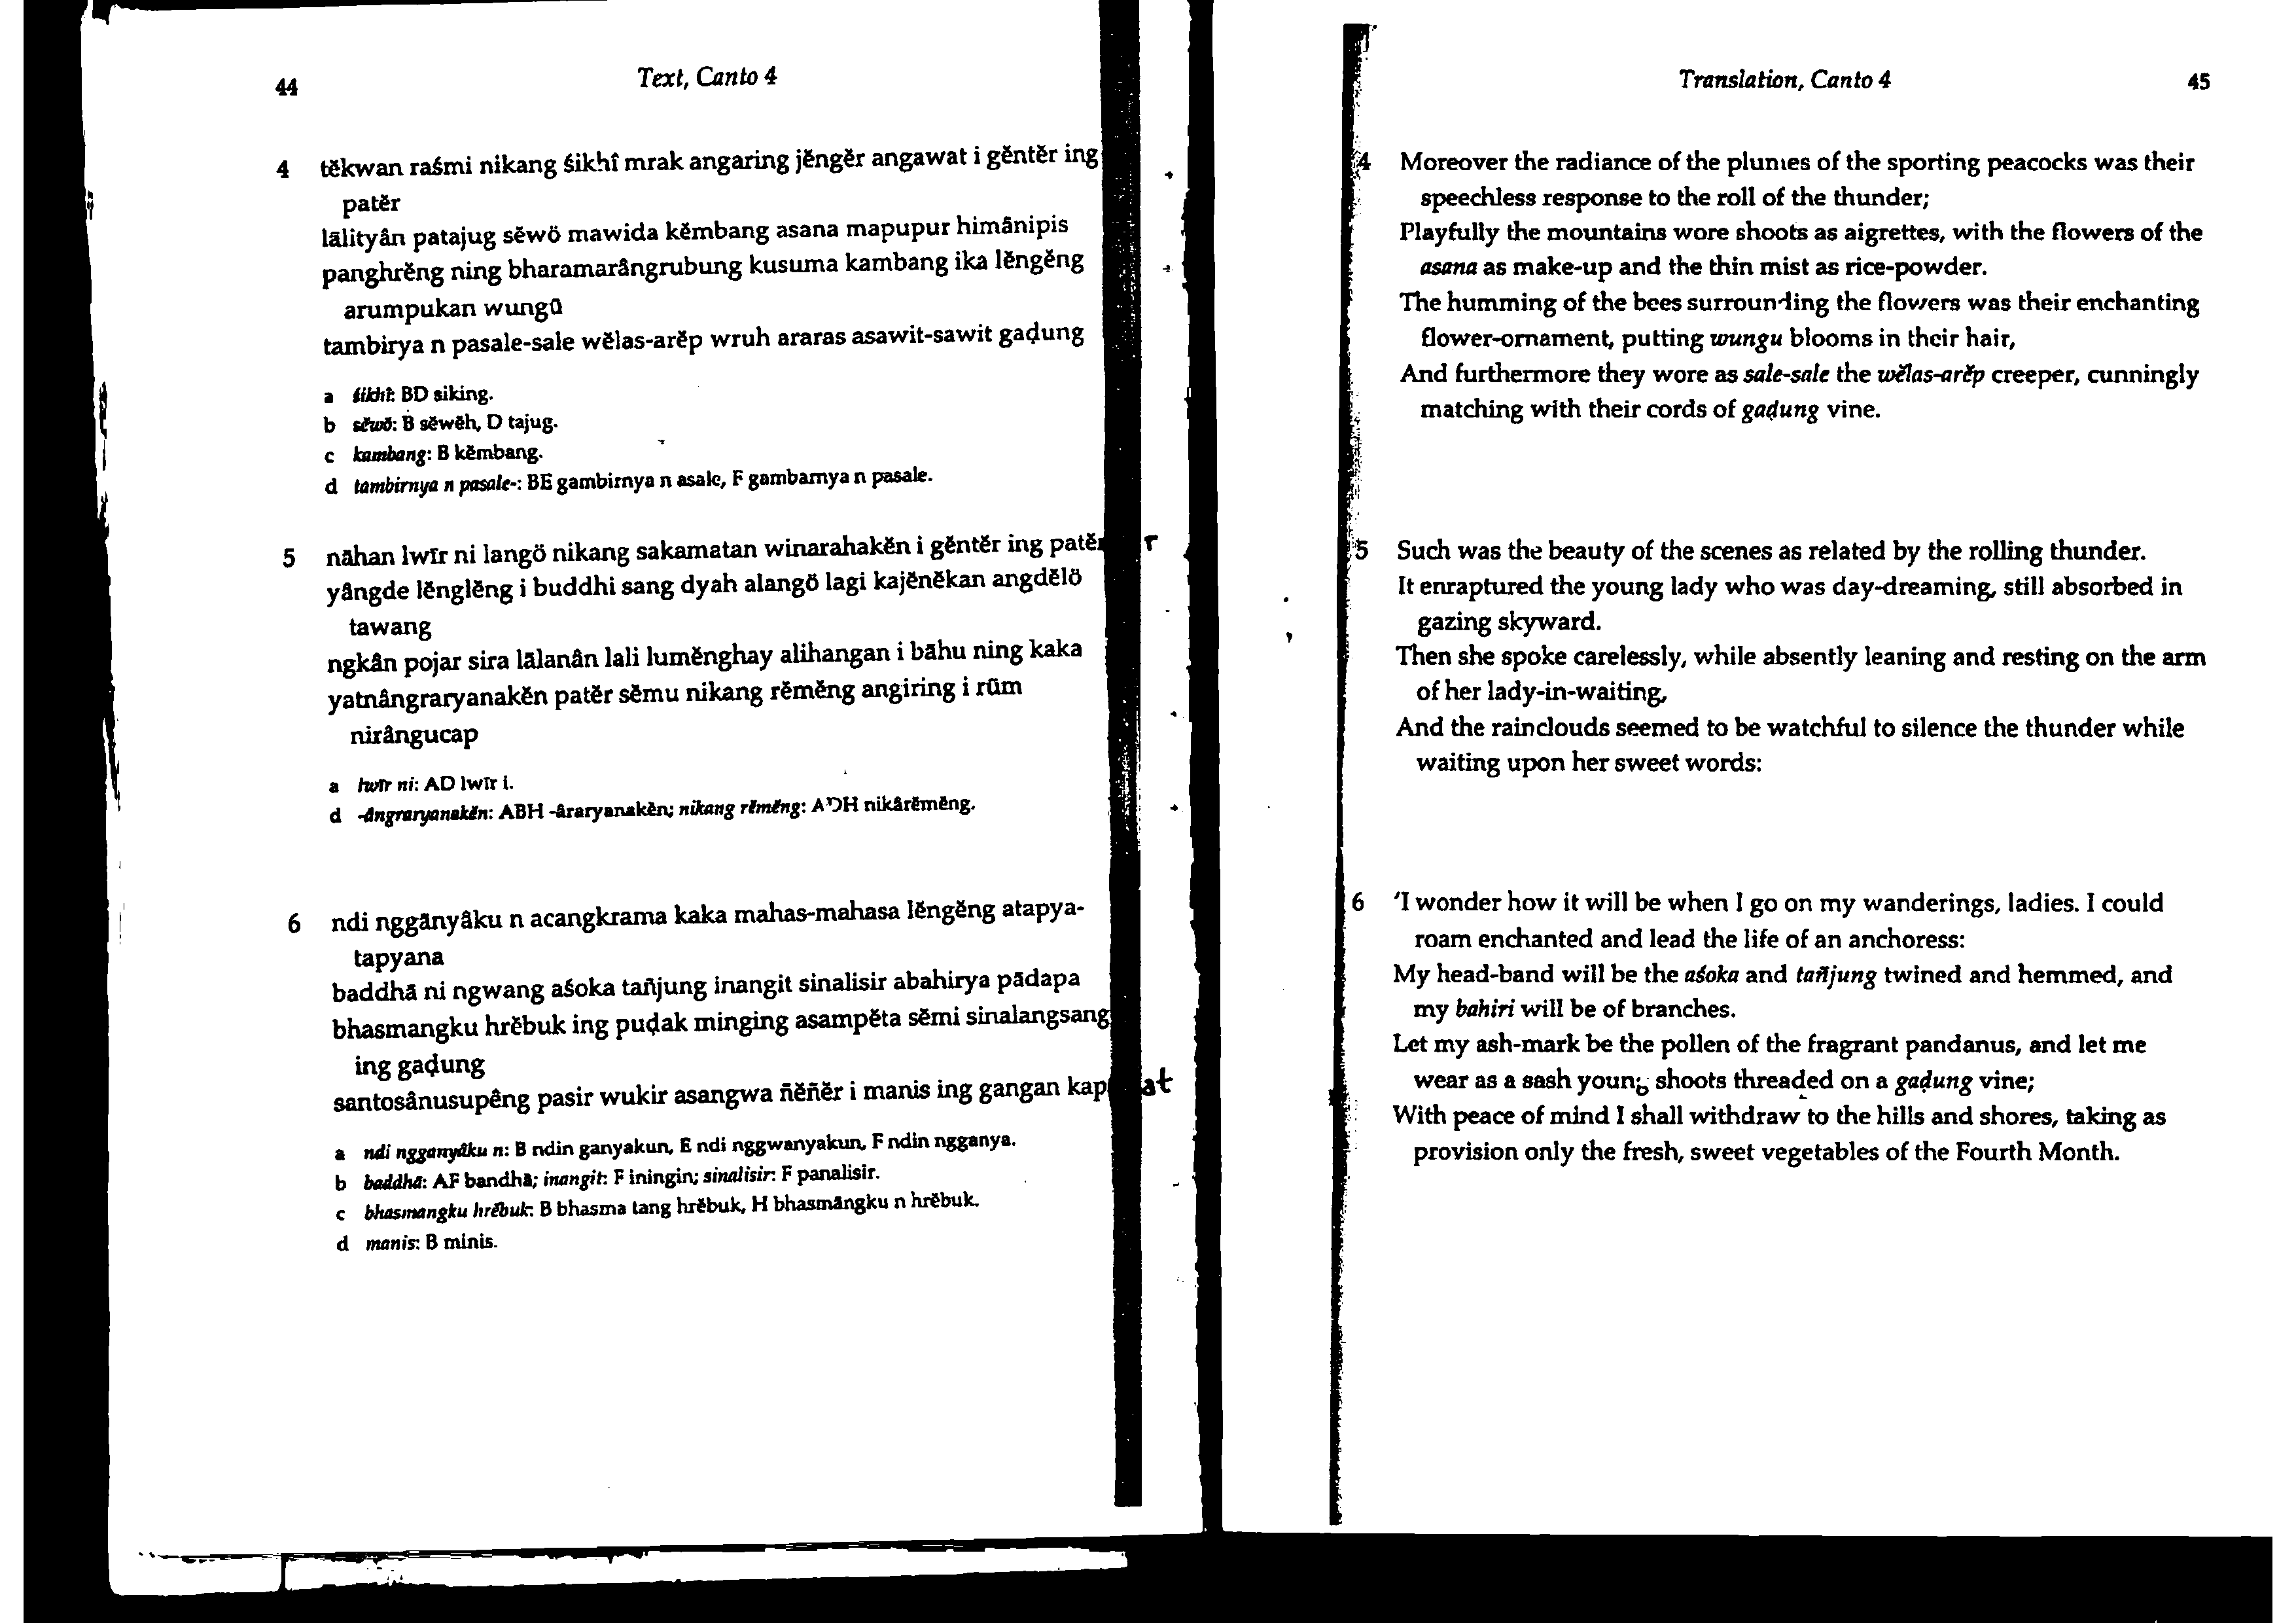 44
Text, Canto 4
4 tĕkwan raśmi nikang śikhî mrak angaring jĕngĕr angawat i gĕntĕr ing
patĕr
lālityân patajug sĕwö mawida kĕmbang asana mapupur himânipis
panghrĕng ning bharamarângrubung kusuma kambang ika lĕngĕng
arumpukan wungū
tambirya n pasale-sale wĕlas-arĕp wruh araras asawit-sawit gaḍung
a śikhî: BD siking.
b sĕwö: B sĕwĕh, D tajug.
c kambang: B kĕmbang.
d tambirnya n pasale-: BE gambirnya n asale, F gambarnya n pasale.
5 nāhan lwīr ni langö nikang sakamatan winarahakĕn i gĕntĕr ing patĕr r
yângde lĕnglĕng i buddhi sang dyah alangö lagi kajĕnĕkan angdĕlö
tawang
ngkân pojar sira lālanân lali lumĕnghay alihangan i bāhu ning kaka
yatnângraryanakĕn patĕr sĕmu nikang rĕmĕng angiring i rūm
nirângucap
a lwīr ni: AD lwīr i.
d -ângraryanakĕn: ABH -âraryanakĕn; nikang rĕmĕng: ADH nikârĕmĕng.
6 ndi nggānyâku n acangkrama kaka mahas-mahasa lĕngĕng atapya-
tapyana
baddhā ni ngwang aśoka tañjung inangit sinalisir abahirya pādapa
bhasmangku hrĕbuk ing puḍak minging asampĕta sĕmi sinalangsang
ing gaḍung
santosânusupêng pasir wukir asangwa ñĕñĕr i manis ing gangan kapat
a ndi nggānyâku n: B ndin ganyakun, E ndi nggwanyakun, F ndin ngganya.
b baddhā: AF bandhā; inangit: F iningin; sinalisir: F panalisir.
c bhasmangku hrĕbuk: B bhasma tang hrĕbuk, H bhasmāngku n hrĕbuk.
d manis: B minis.
Translation, Canto 4
45
4 Moreover the radiance of the plumes of the sporting peacocks was their
speechless response to the roll of the thunder;
Playfully the mountains wore shoots as aigrettes, with the flowers of the
asana as make-up and the thin mist as rice-powder.
The humming of the bees surrounding the flowers was their enchanting
flower-ornament, putting wungu blooms in their hair,
And furthermore they wore as sale-sale the wĕlas-arĕp creeper, cunningly
matching with their cords of gaḍung vine.
5 Such was the beauty of the scenes as related by the rolling thunder.
It enraptured the young lady who was day-dreaming, still absorbed in
gazing skyward.
Then she spoke carelessly, while absently leaning and resting on the arm
of her lady-in-waiting,
And the rainclouds seemed to be watchful to silence the thunder while
waiting upon her sweet words:
6 'I wonder how it will be when I go on my wanderings, ladies. I could
roam enchanted and lead the life of an anchoress:
My head-band will be the aśoka and tañjung twined and hemmed, and
my bahiri will be of branches.
Let my ash-mark be the pollen of the fragrant pandanus, and let me
wear as a sash young shoots threaded on a gaḍung vine;
With peace of mind I shall withdraw to the hills and shores, taking as
provision only the fresh, sweet vegetables of the Fourth Month.